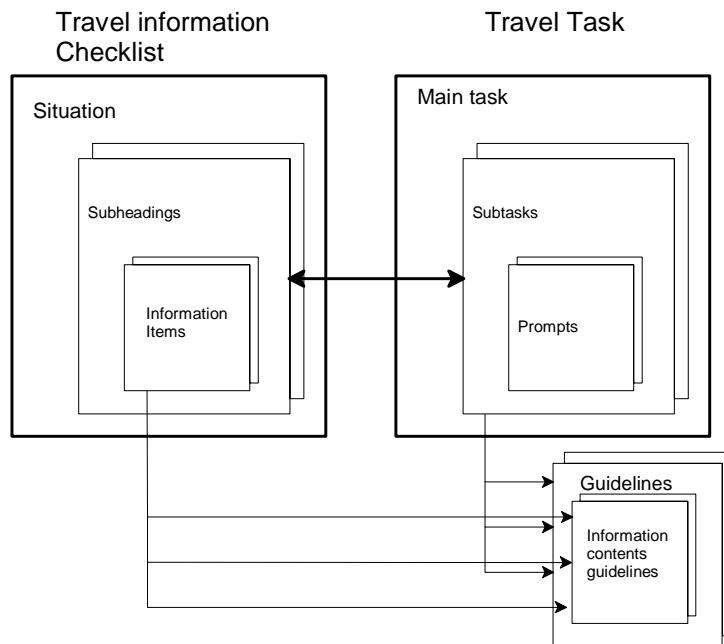 Travel information
Checklist
Travel Task
Situation
Main task
Subheadings
Subtasks
Information
Items
Prompts
Guidelines
Information
contents
guidelines